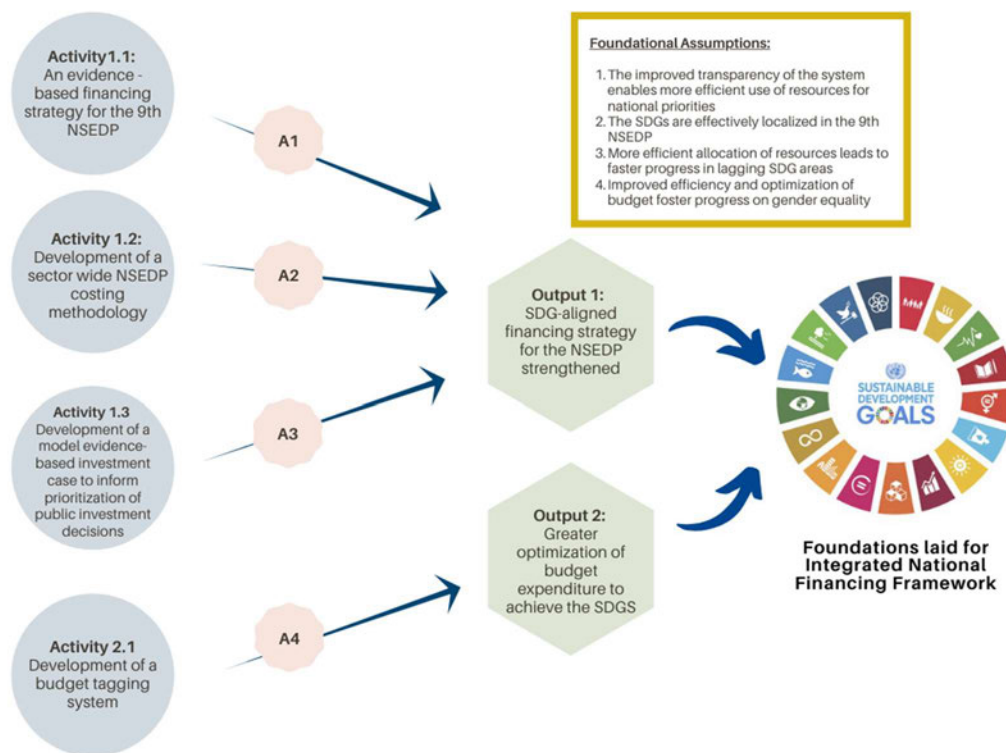 Activity1.1:
An evidence -
based financing
strategy for the 9th
NSEDP
A1
Foundational Assumptions:
1. The improved transparency of the system
enables more efficient use of resources for
national priorities
2. The SDGs are effectively localized in the 9th
NSEDP
3. More efficient allocation of resources leads to
faster progress in lagging SDG areas
4. Improved efficiency and optimization of
budget foster progress on gender equality
Activity 1.2:
Development of a
sector wide NSEDP
costing
methodology
A2
Output 1:
SDG-aligned
financing strategy
for the NSEDP
strengthened
Activity 1.3
Development of a
model evidence-
based investment
case to inform
prioritization of
public investment
decisions
A3
SUSTAINABLE
DEVELOPMENT
GOALS
Output 2:
Greater
optimization of
budget
expenditure to
achieve the SDGS
Foundations laid for
Integrated National
Financing Framework
Activity 2.1
Development of a
budget tagging
system
A4